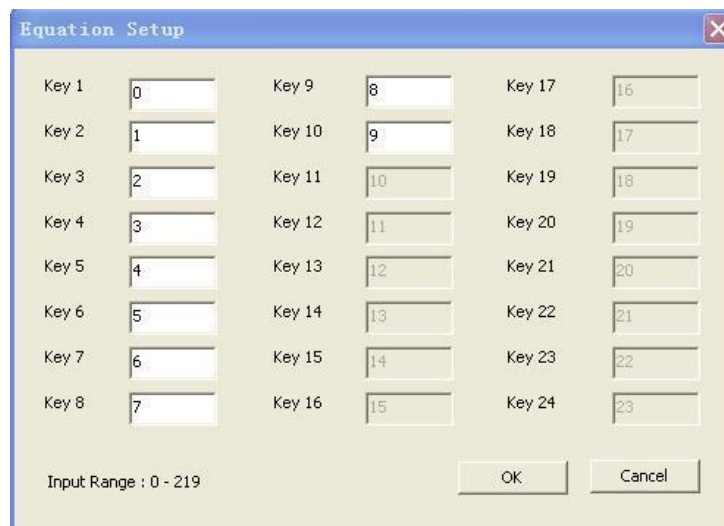 Equation Setup
Key 1 0 Key 9 8 Key 17 16
Key 2 1 Key 10 9 Key 18 17
Key 3 2 Key 11 10 Key 19 18
Key 4 3 Key 12 11 Key 20 19
Key 5 4 Key 13 12 Key 21 20
Key 6 5 Key 14 13 Key 22 21
Key 7 6 Key 15 14 Key 23 22
Key 8 7 Key 16 15 Key 24 23
Input Range : 0 - 219 OK Cancel